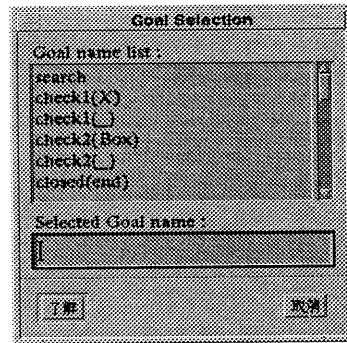 Goal Selection
Goal name list :
search
check1(X)
check1(_)
check2(Box)
check2(_)
closed(end)
Selected Goal name :
了解
取消